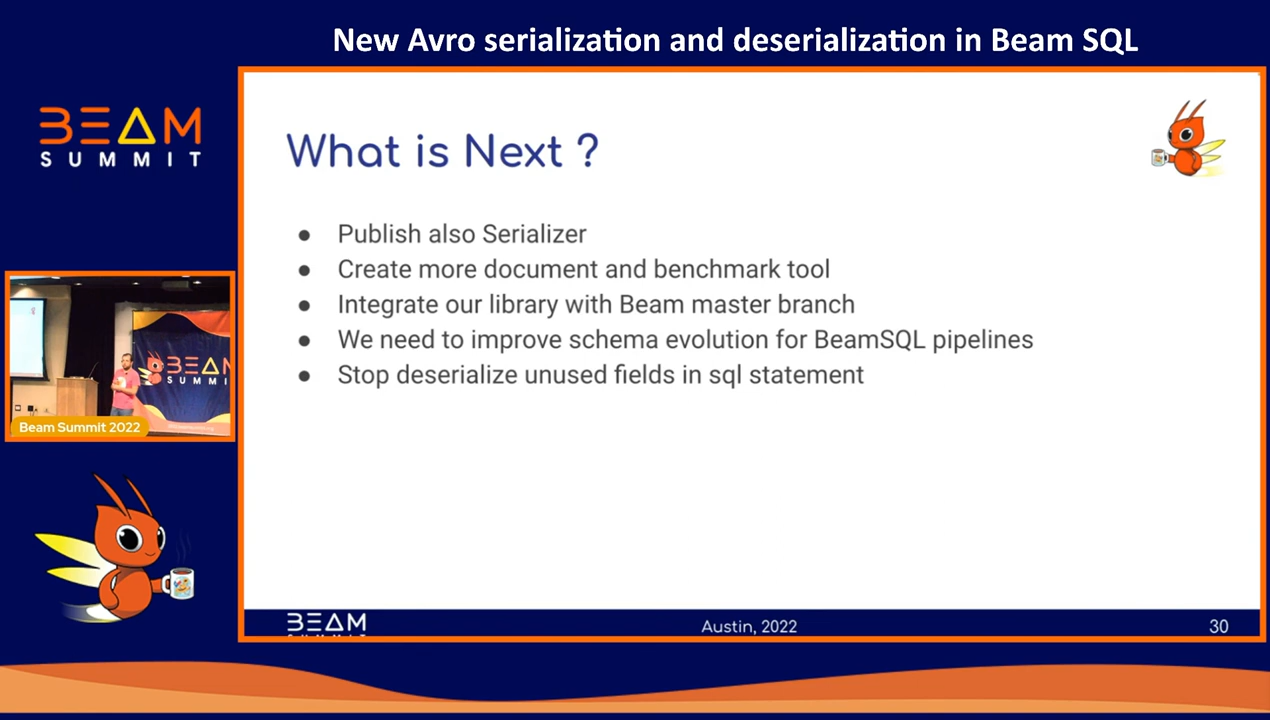 New Avro serialization and deserialization in Beam SQL
BEAM
SUMMIT
What is Next ?
● Publish also Serializer
● Create more document and benchmark tool
● Integrate our library with Beam master branch
● We need to improve schema evolution for BeamSQL pipelines
● Stop deserialize unused fields in sql statement
BEAM
SUMMIT
Beam Summit 2022
BEAM
Austin, 2022
30